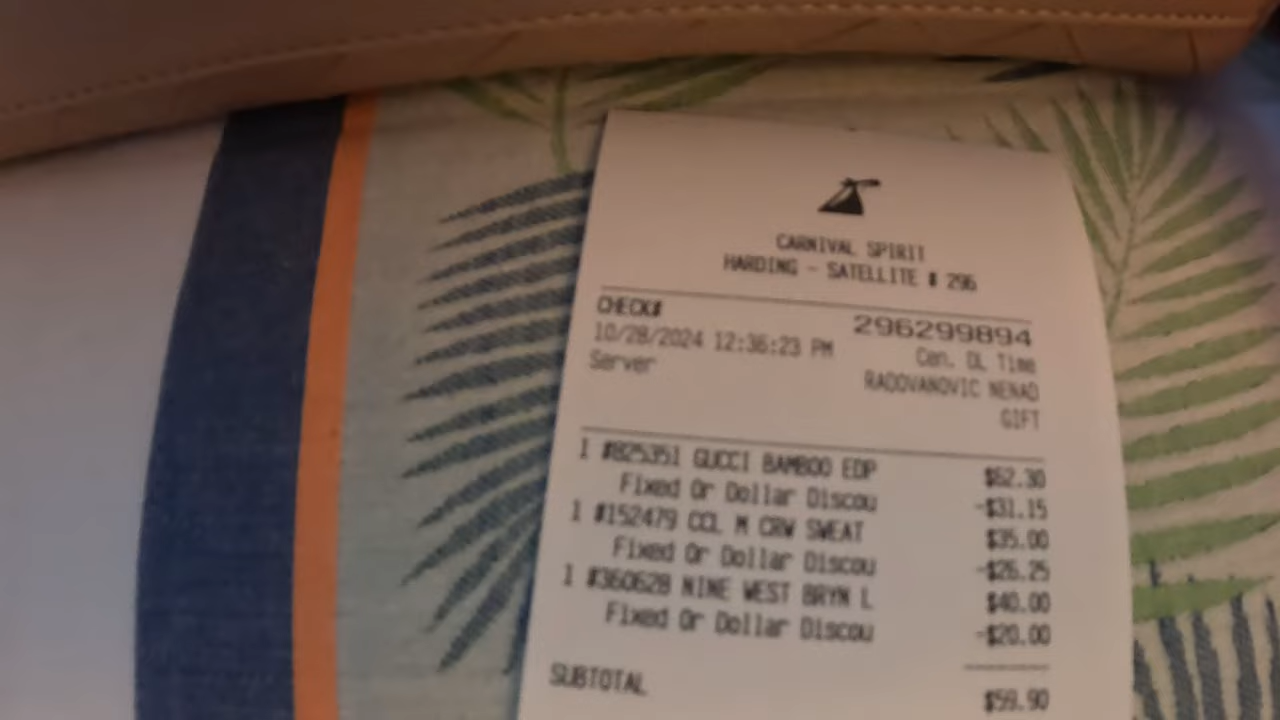 CARNIVAL SPIRIT
HARDING - SATELLITE # 296
CHECK# 296299894
10/28/2024 12:36:23 PM Cen. DL Time
Server RADOVANOVIC NENAD
GIFT
1 #825351 GUCCI BAMBOO EDP $62.30
Fixed Or Dollar Discou -$31.15
1 #152479 CCL M CRW SWEAT $35.00
Fixed Or Dollar Discou -$26.25
1 #360628 NINE WEST BRYN L $40.00
Fixed Or Dollar Discou -$20.00
SUBTOTAL $59.90